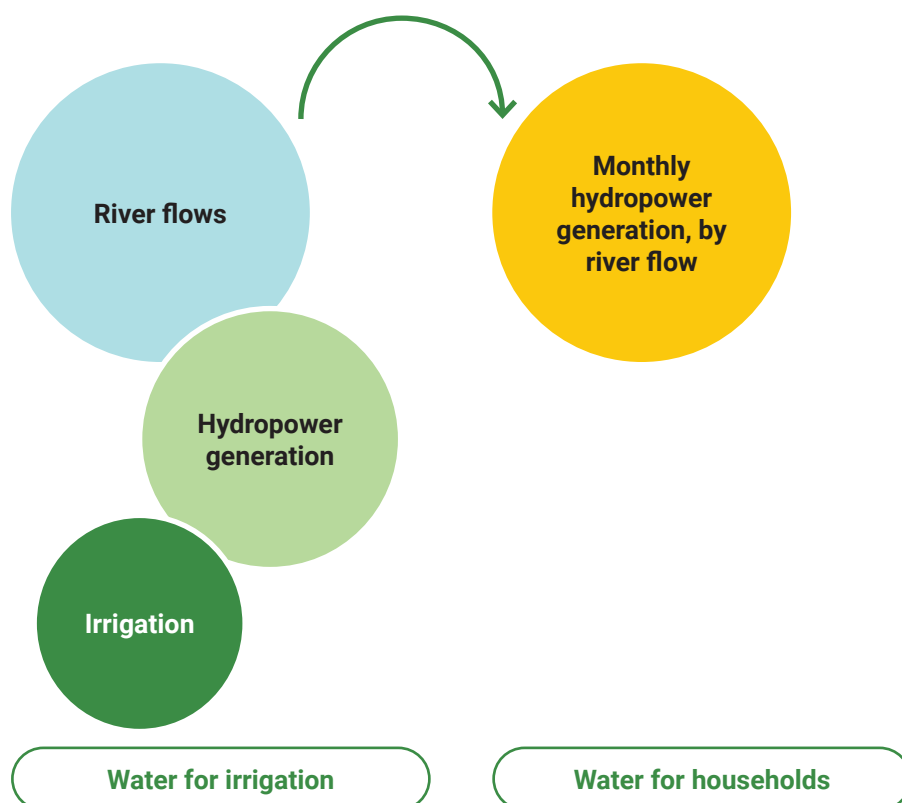 River flows
Monthly
hydropower
generation, by
river flow
Hydropower
generation
Irrigation
Water for irrigation
Water for households